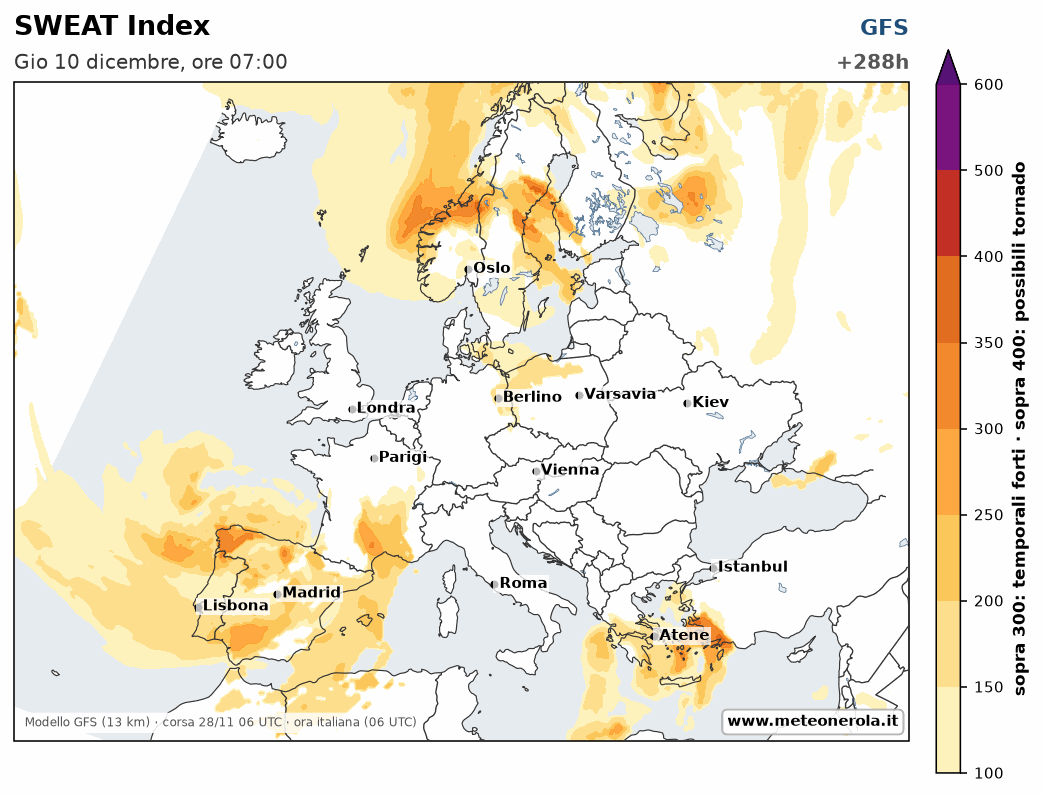 SWEAT Index
GFS
Gio 10 dicembre, ore 07:00
+288h
600
500
400
350
300
250
200
150
100
sopra 300: temporali forti · sopra 400: possibili tornado
Oslo
Berlino
Varsavia
Kiev
Londra
Parigi
Vienna
Istanbul
Roma
Madrid
Lisbona
Atene
Modello GFS (13 km) · corsa 28/11 06 UTC · ora italiana (06 UTC)
www.meteonerola.it